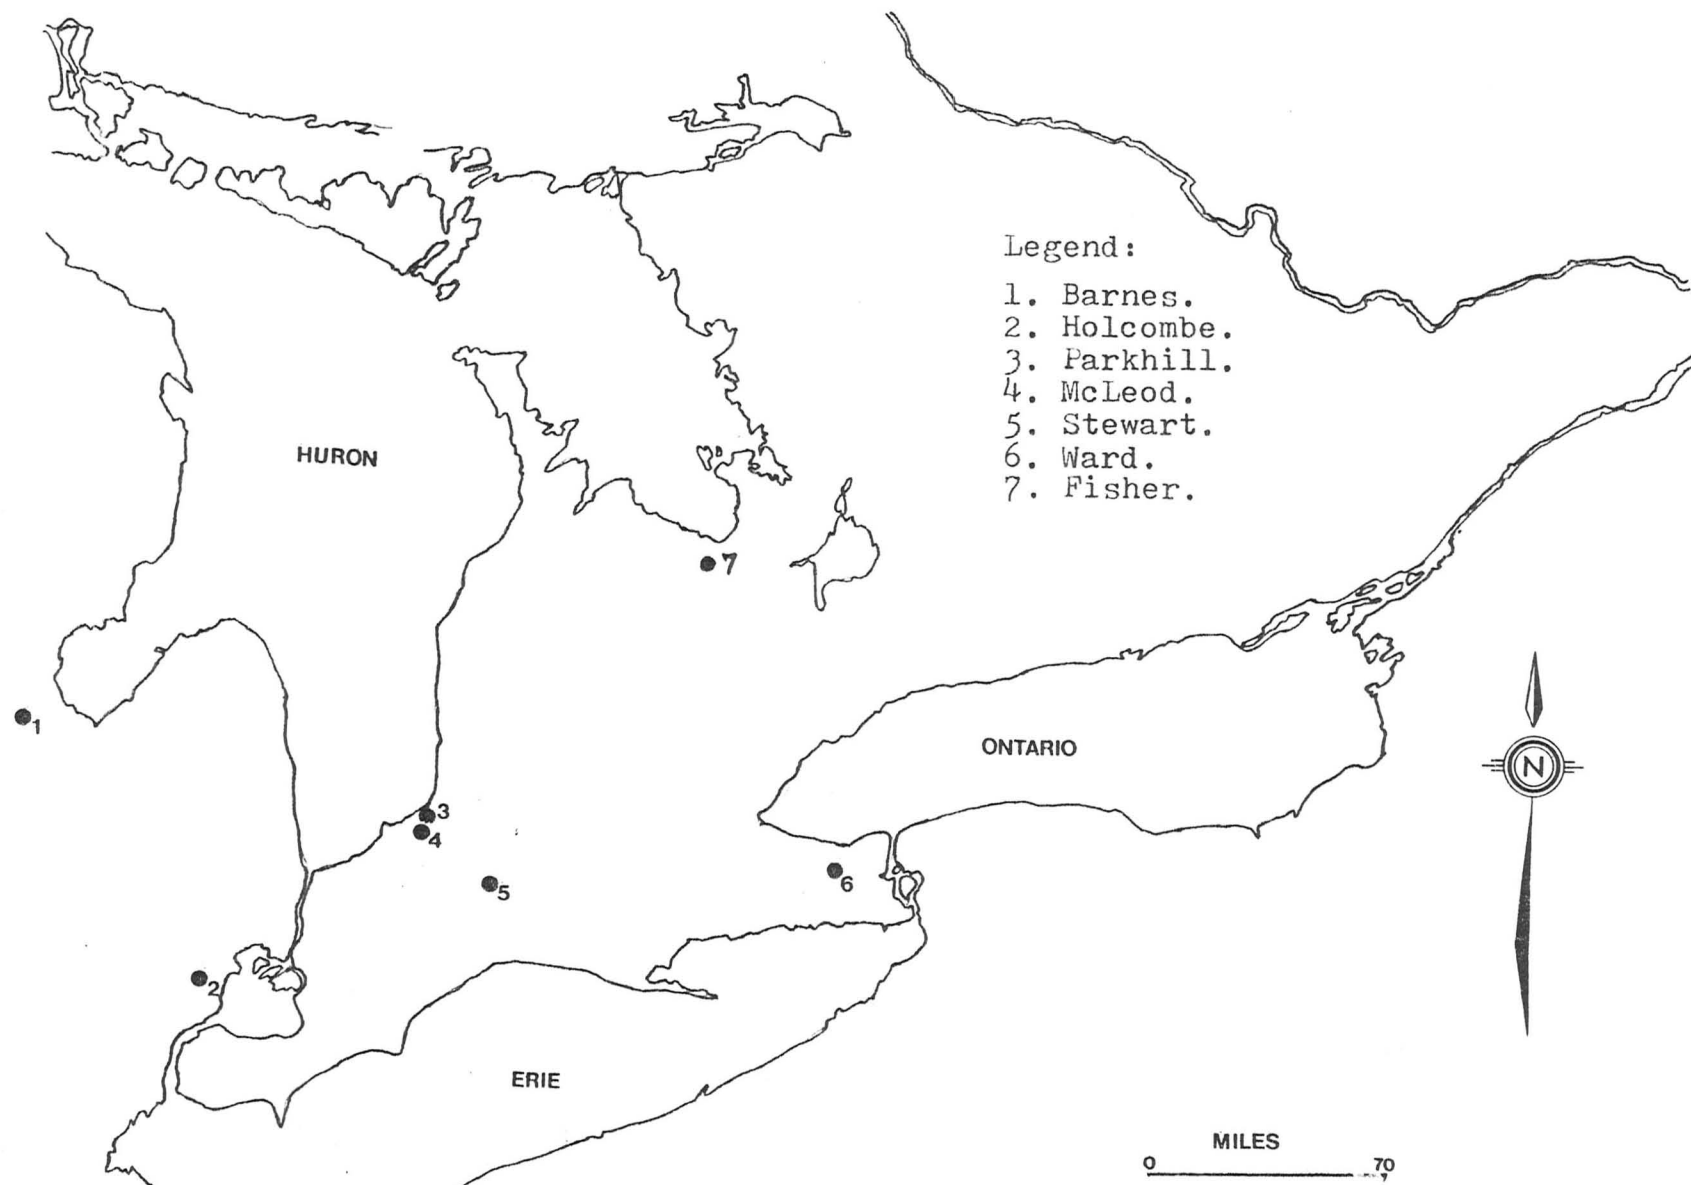 Legend:
1. Barnes.
2. Holcombe.
3. Parkhill.
4. McLeod.
5. Stewart.
6. Ward.
7. Fisher.
HURON
7
1
ONTARIO
N
3
4
5
6
2
ERIE
MILES
0 70